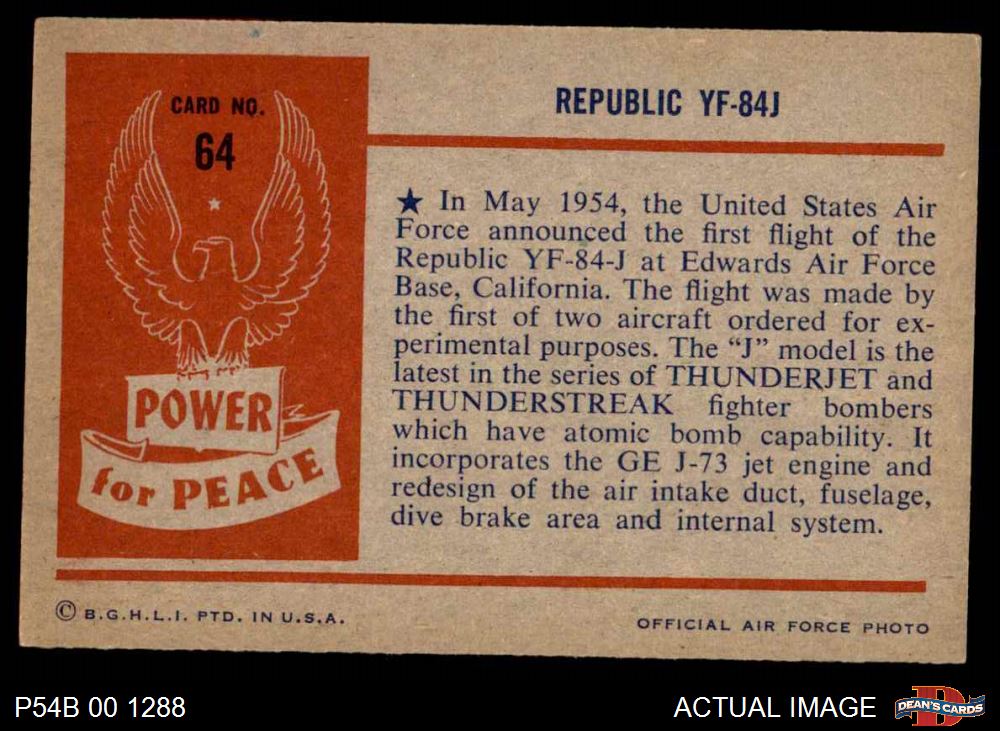 CARD NO.
64
POWER
for PEACE
REPUBLIC YF-84J
★ In May 1954, the United States Air
Force announced the first flight of the
Republic YF-84-J at Edwards Air Force
Base, California. The flight was made by
the first of two aircraft ordered for ex-
perimental purposes. The “J” model is the
latest in the series of THUNDERJET and
THUNDERSTREAK fighter bombers
which have atomic bomb capability. It
incorporates the GE J-73 jet engine and
redesign of the air intake duct, fuselage,
dive brake area and internal system.
© B.G.H.L.I. PTD. IN U.S.A.
OFFICIAL AIR FORCE PHOTO
P54B 00 1288
ACTUAL IMAGE
D
DEAN'S CARDS